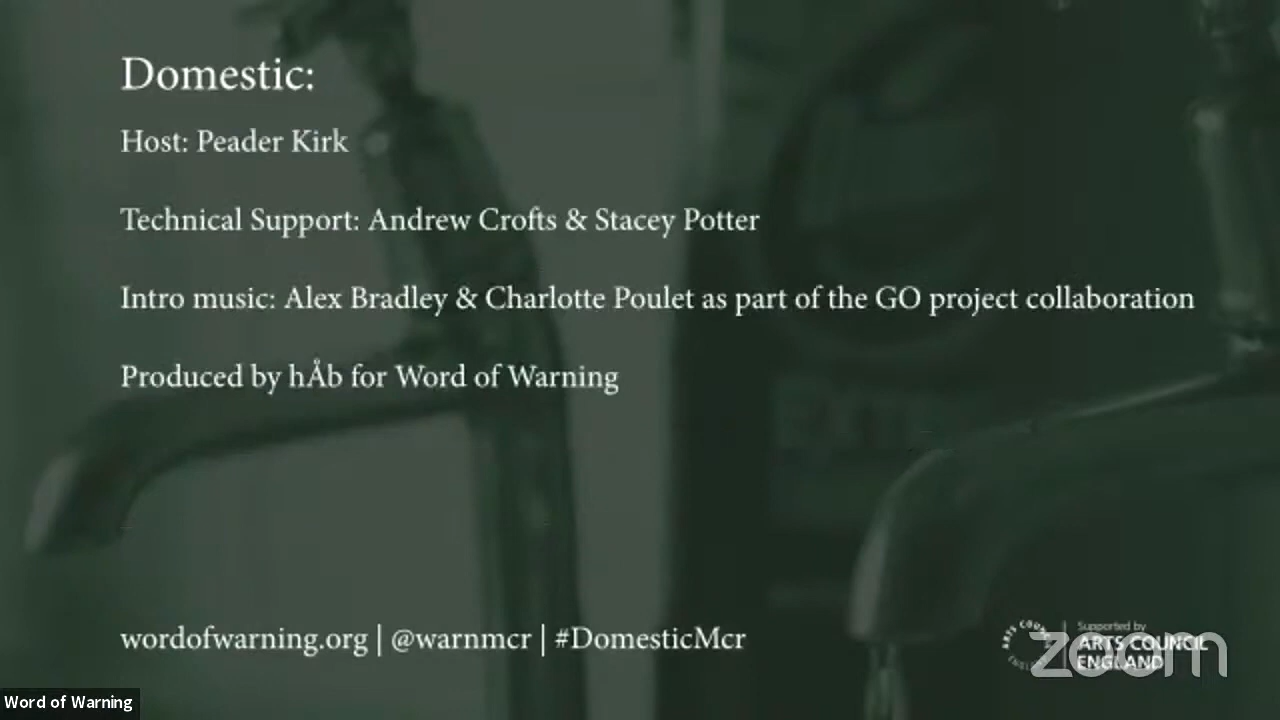 Domestic:
Host: Peader Kirk
Technical Support: Andrew Crofts & Stacey Potter
Intro music: Alex Bradley & Charlotte Poulet as part of the GO project collaboration
Produced by hÅb for Word of Warning
wordofwarning.org | @warnmcr | #DomesticMcr
Supported by
ARTS COUNCIL
ENGLAND
zoom
Word of Warning